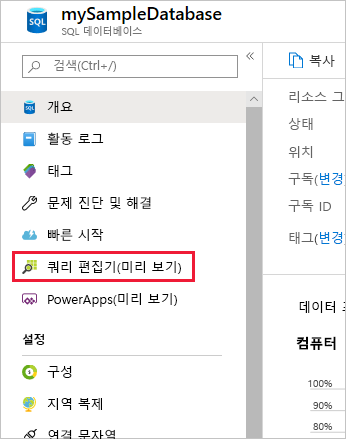 mySampleDatabase
SQL 데이터베이스
검색(Ctrl+/)
개요
활동 로그
태그
문제 진단 및 해결
빠른 시작
쿼리 편집기(미리 보기)
PowerApps(미리 보기)
설정
구성
지역 복제
연결 문자열
복사
리소스 그
상태
위치
구독(변경)
구독 ID
태그(변경)
데이터
컴퓨터
100%
90%
80%
70%
60%